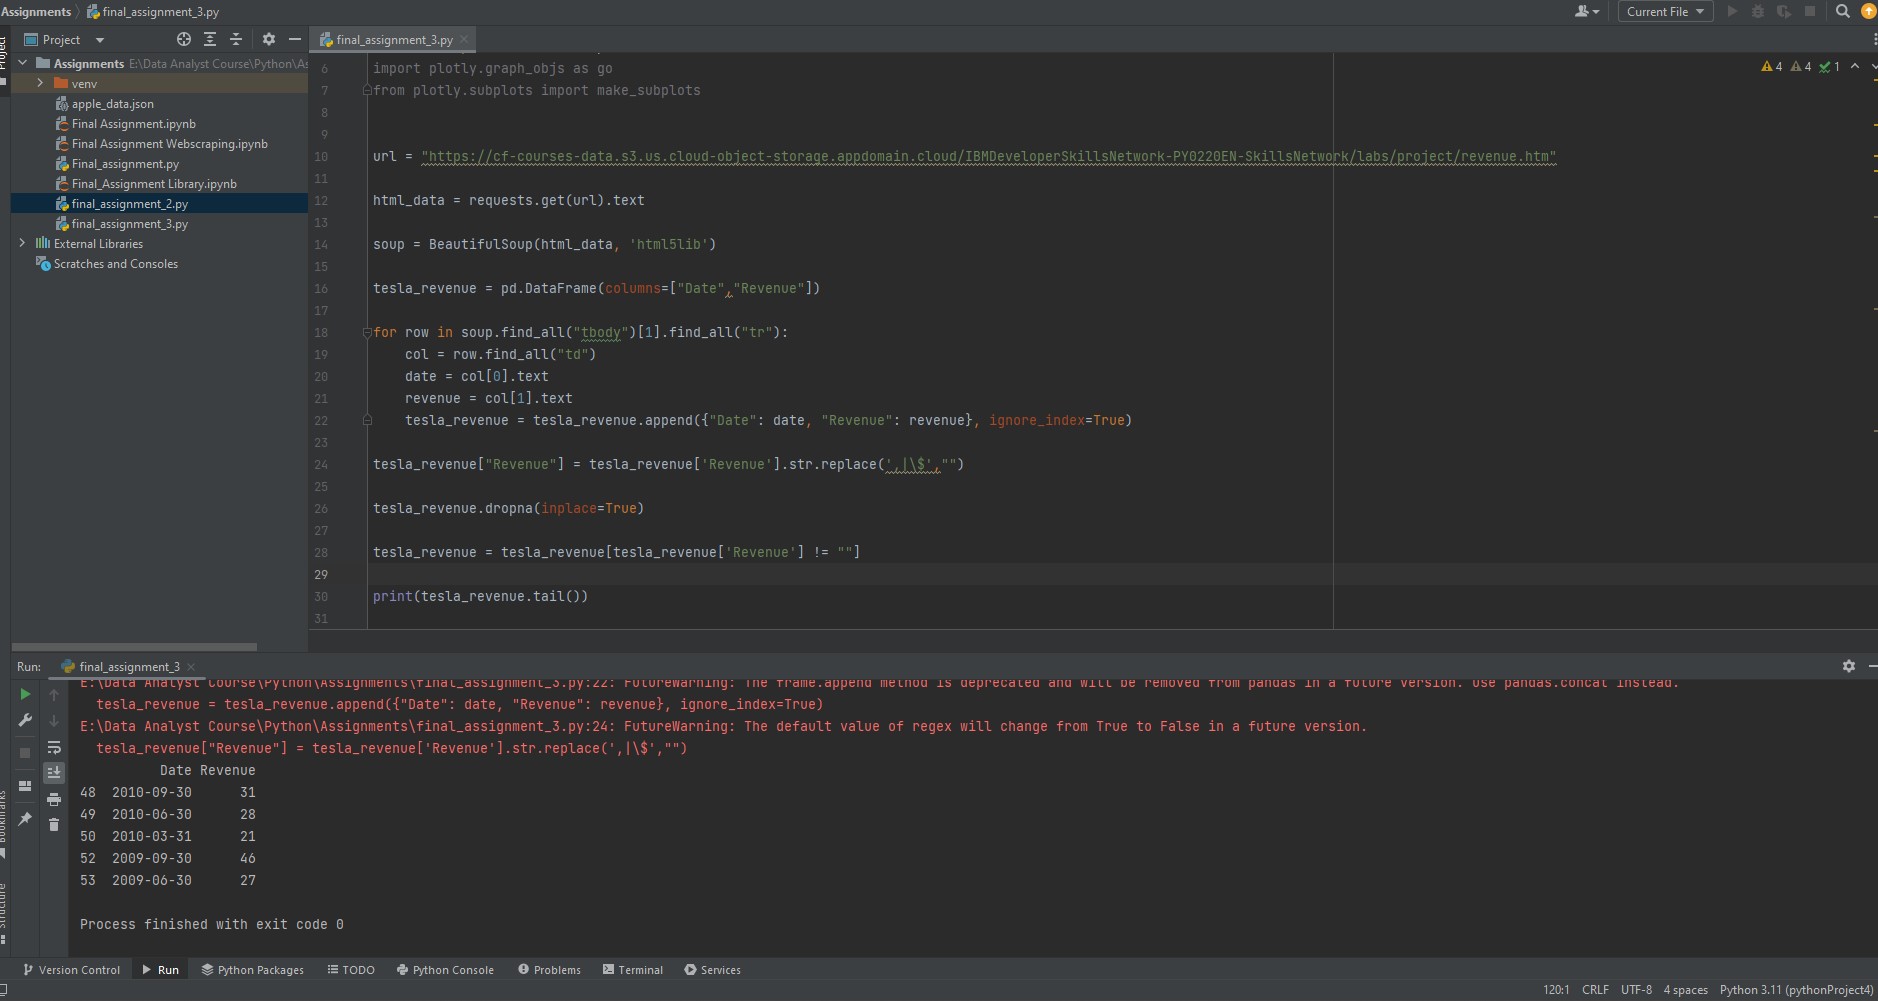 Assignments
final_assignment_3.py
Current File
Project
Project
final_assignment_3.py
Assignments E:\Data Analyst Course\Python\As
venv
apple_data.json
Final Assignment.ipynb
Final Assignment Webscraping.ipynb
Final_assignment.py
Final_Assignment Library.ipynb
final_assignment_2.py
final_assignment_3.py
External Libraries
Scratches and Consoles
4 4 1
6 import plotly.graph_objs as go
7 from plotly.subplots import make_subplots
8
9
10 url = "https://cf-courses-data.s3.us.cloud-object-storage.appdomain.cloud/IBMDeveloperSkillsNetwork-PY0220EN-SkillsNetwork/labs/project/revenue.htm"
11
12 html_data = requests.get(url).text
13
14 soup = BeautifulSoup(html_data, 'html5lib')
15
16 tesla_revenue = pd.DataFrame(columns=["Date","Revenue"])
17
18 for row in soup.find_all("tbody")[1].find_all("tr"):
19 col = row.find_all("td")
20 date = col[0].text
21 revenue = col[1].text
22 tesla_revenue = tesla_revenue.append({"Date": date, "Revenue": revenue}, ignore_index=True)
23
24 tesla_revenue["Revenue"] = tesla_revenue['Revenue'].str.replace(',|\$',"")
25
26 tesla_revenue.dropna(inplace=True)
27
28 tesla_revenue = tesla_revenue[tesla_revenue['Revenue'] != ""]
29
30 print(tesla_revenue.tail())
31
Run: final_assignment_3
E:\Data Analyst Course\Python\Assignments\final_assignment_3.py:22: FutureWarning: The frame.append method is deprecated and will be removed from pandas in a future version. Use pandas.concat instead.
tesla_revenue = tesla_revenue.append({"Date": date, "Revenue": revenue}, ignore_index=True)
E:\Data Analyst Course\Python\Assignments\final_assignment_3.py:24: FutureWarning: The default value of regex will change from True to False in a future version.
tesla_revenue["Revenue"] = tesla_revenue['Revenue'].str.replace(',|\$',"")
Date Revenue
48 2010-09-30 31
49 2010-06-30 28
50 2010-03-31 21
52 2009-09-30 46
53 2009-06-30 27
Process finished with exit code 0
Bookmarks
Structure
Version Control Run Python Packages TODO Python Console Problems Terminal Services
120:1 CRLF UTF-8 4 spaces Python 3.11 (pythonProject4)